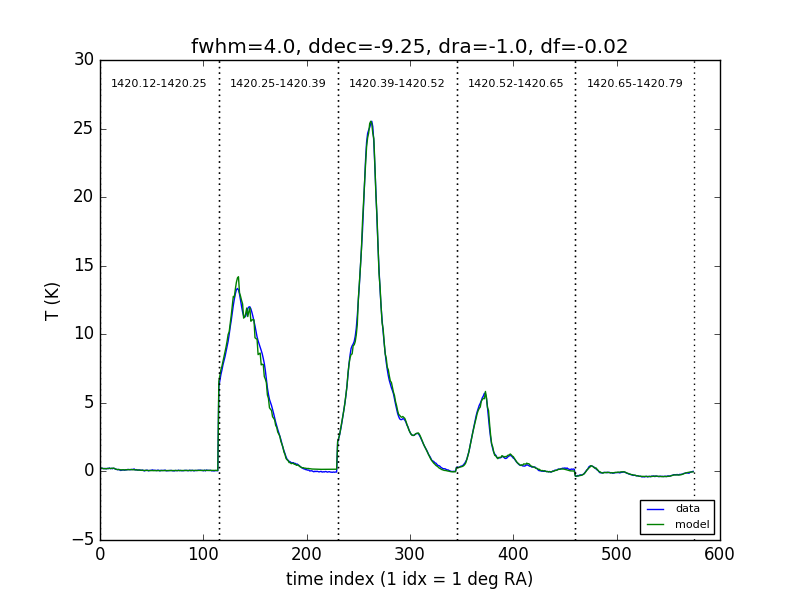 fwhm=4.0, ddec=-9.25, dra=-1.0, df=-0.02
30
1420.12-1420.25 1420.25-1420.39 1420.39-1420.52 1420.52-1420.65 1420.65-1420.79
25
20
15
T (K)
10
5
0
−5
data
model
0 100 200 300 400 500 600
time index (1 idx = 1 deg RA)